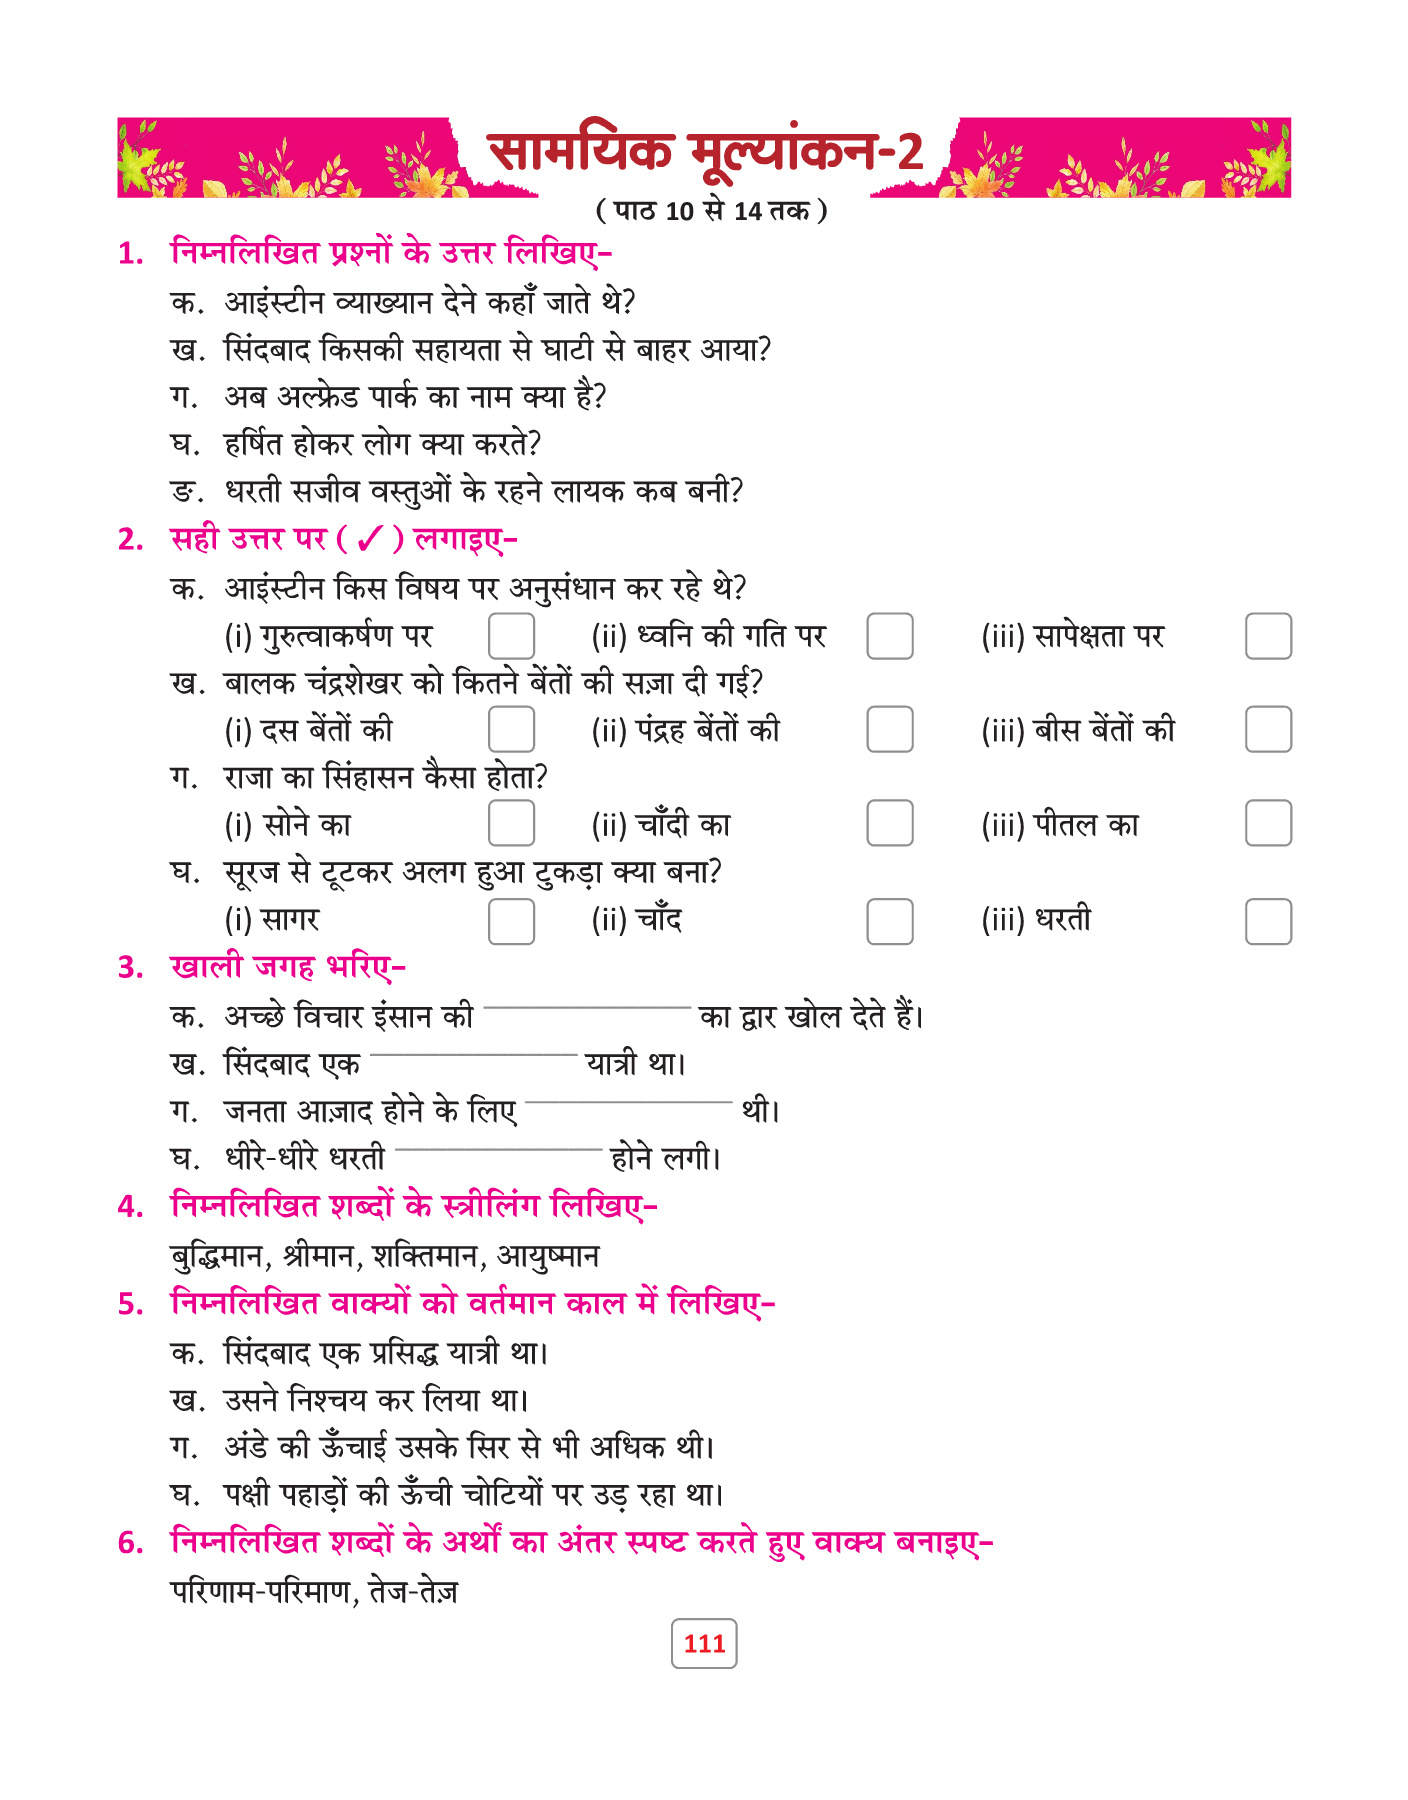 सामयिक मूल्यांकन-2
( पाठ 10 से 14 तक )
1. निम्नलिखित प्रश्नों के उत्तर लिखिए–
क. आइंस्टीन व्याख्यान देने कहाँ जाते थे?
ख. सिंदबाद किसकी सहायता से घाटी से बाहर आया?
ग. अब अल्फ्रेड पार्क का नाम क्या है?
घ. हर्षित होकर लोग क्या करते?
ङ. धरती सजीव वस्तुओं के रहने लायक कब बनी?
2. सही उत्तर पर ( ✓ ) लगाइए–
क. आइंस्टीन किस विषय पर अनुसंधान कर रहे थे?
(i) गुरुत्वाकर्षण पर (ii) ध्वनि की गति पर (iii) सापेक्षता पर
ख. बालक चंद्रशेखर को कितने बेंतों की सज़ा दी गई?
(i) दस बेंतों की (ii) पंद्रह बेंतों की (iii) बीस बेंतों की
ग. राजा का सिंहासन कैसा होता?
(i) सोने का (ii) चाँदी का (iii) पीतल का
घ. सूरज से टूटकर अलग हुआ टुकड़ा क्या बना?
(i) सागर (ii) चाँद (iii) धरती
3. खाली जगह भरिए–
क. अच्छे विचार इंसान की ____________ का द्वार खोल देते हैं।
ख. सिंदबाद एक ____________ यात्री था।
ग. जनता आज़ाद होने के लिए ____________ थी।
घ. धीरे-धीरे धरती ____________ होने लगी।
4. निम्नलिखित शब्दों के स्त्रीलिंग लिखिए–
बुद्धिमान, श्रीमान, शक्तिमान, आयुष्मान
5. निम्नलिखित वाक्यों को वर्तमान काल में लिखिए–
क. सिंदबाद एक प्रसिद्ध यात्री था।
ख. उसने निश्चय कर लिया था।
ग. अंडे की ऊँचाई उसके सिर से भी अधिक थी।
घ. पक्षी पहाड़ों की ऊँची चोटियों पर उड़ रहा था।
6. निम्नलिखित शब्दों के अर्थों का अंतर स्पष्ट करते हुए वाक्य बनाइए–
परिणाम-परिमाण, तेज-तेज़
111